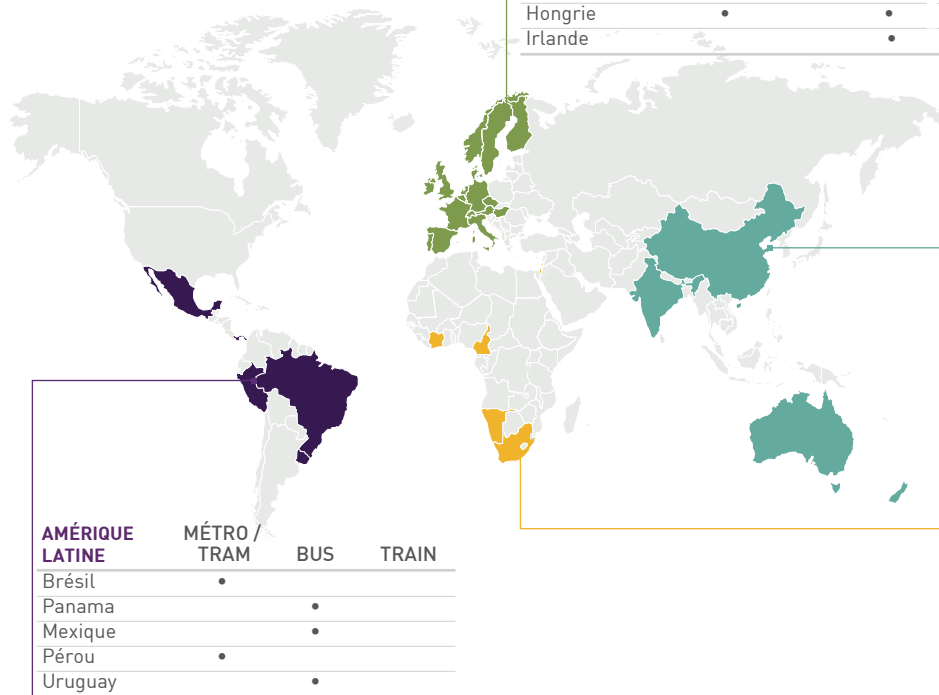 Hongrie • •
Irlande •
AMÉRIQUE LATINE MÉTRO / TRAM BUS TRAIN
Brésil •
Panama •
Mexique •
Pérou •
Uruguay •